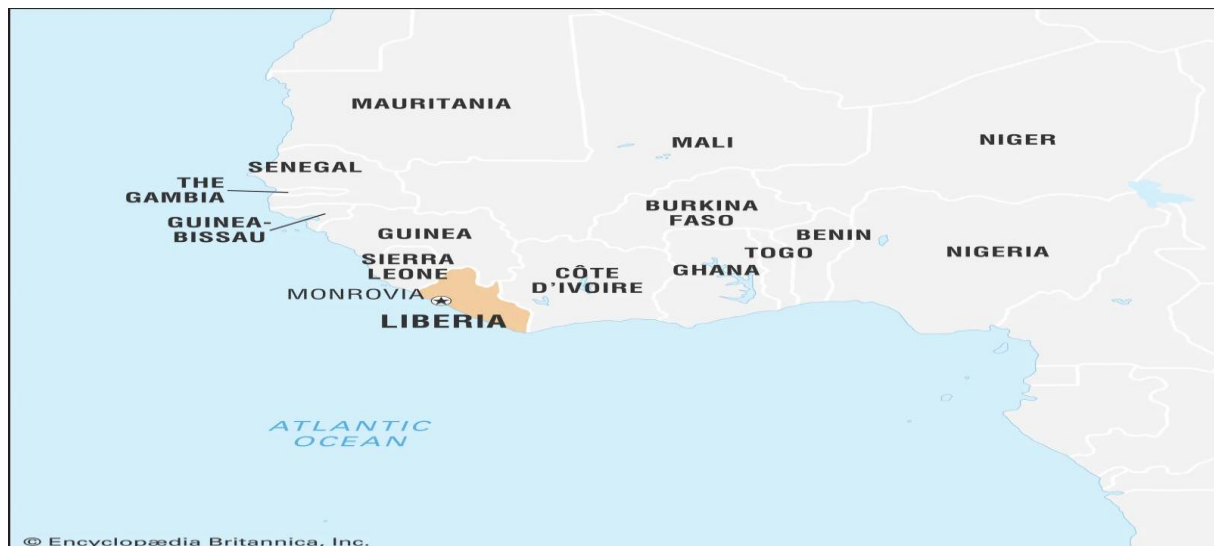 MAURITANIA
MALI
NIGER
SENEGAL
THE
GAMBIA
GUINEA-
BISSAU
GUINEA
BURKINA
FASO
BENIN
TOGO
NIGERIA
SIERRA
LEONE
CÔTE
D'IVOIRE
GHANA
MONROVIA
LIBERIA
ATLANTIC
OCEAN
© Encyclopædia Britannica, Inc.